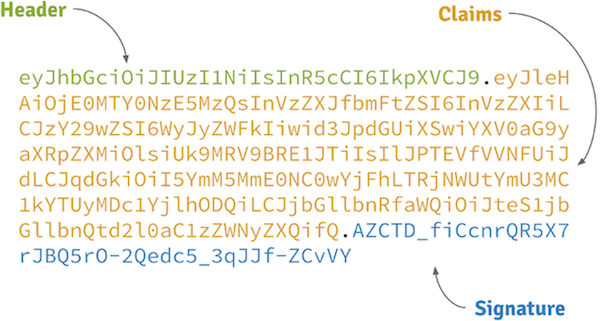 Header
Claims
eyJhbGciOiJIUzI1NiIsInR5cCI6IkpXVCJ9.eyJleH
AiOjE0MTY0NzE5MzQsInVzZXJfbmFtZSI6InVzZXIiL
CJzY29wZSI6WyJyZWFkIiwid3JpdGUiXSwiYXV0aG9y
aXRpZXMiOlsiUk9MRV9BRE1JTiIsIlJPTEVfVVNFUiJ
dLCJqdGkiOiI5YmM5MmE0NC0wYjFhLTRjNWUtYmU3MC
1kYTUyMDc1YjlhODQiLCJjbGllbnRfaWQiOiJteS1jb
GllbnQtd2l0aC1zZWNyZXQifQ.AZCTD_fiCcnrQR5X7
rJBQ5rO-2Qedc5_3qJJf-ZCvVY
Signature